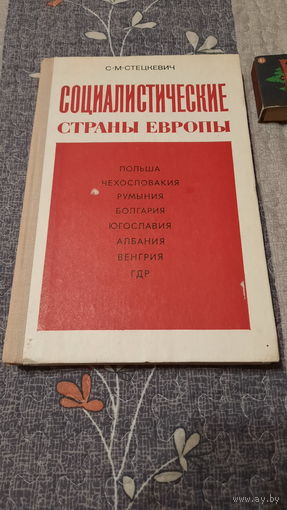 С·М·СТЕЦКЕВИЧ
СОЦИАЛИСТИЧЕСКИЕ
СТРАНЫ ЕВРОПЫ
ПОЛЬША
ЧЕХОСЛОВАКИЯ
РУМЫНИЯ
БОЛГАРИЯ
ЮГОСЛАВИЯ
АЛБАНИЯ
ВЕНГРИЯ
ГДР
www.ay.by